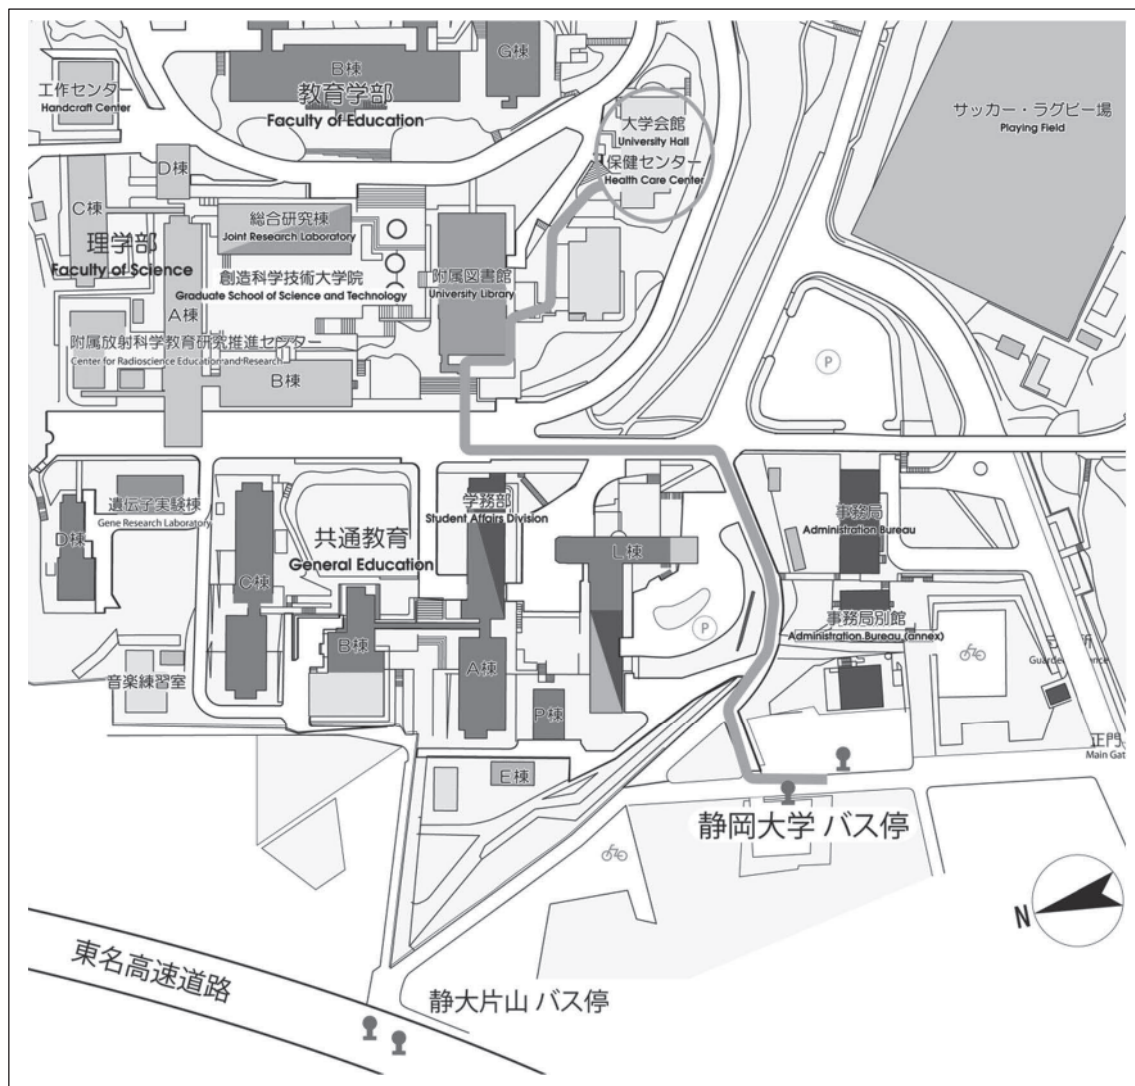 G棟
B棟
教育学部
Faculty of Education
工作センター
Handcraft Center
大学会館
University Hall
保健センター
Health Care Center
サッカー・ラグビー場
Playing Field
D棟
C棟
総合研究棟
Joint Research Laboratory
理学部
Faculty of Science
創造科学技術大学院
Graduate School of Science and Technology
附属図書館
University Library
A棟
附属放射科学教育研究推進センター
Center for Radioscience Education and Research
B棟
P
遺伝子実験棟
Gene Research Laboratory
D棟
学務部
Student Affairs Division
共通教育
General Education
C棟
L棟
事務局
Administration Bureau
事務局別館
Administration Bureau (annex)
P
B棟
A棟
P棟
音楽練習室
E棟
正門
Main Gat
静岡大学 バス停
N
東名高速道路
静大片山 バス停